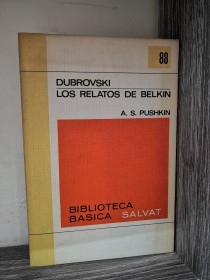 88
DUBROVSKI
LOS RELATOS DE BELKIN
A. S. PUSHKIN
BIBLIOTECA
BASICA SALVAT